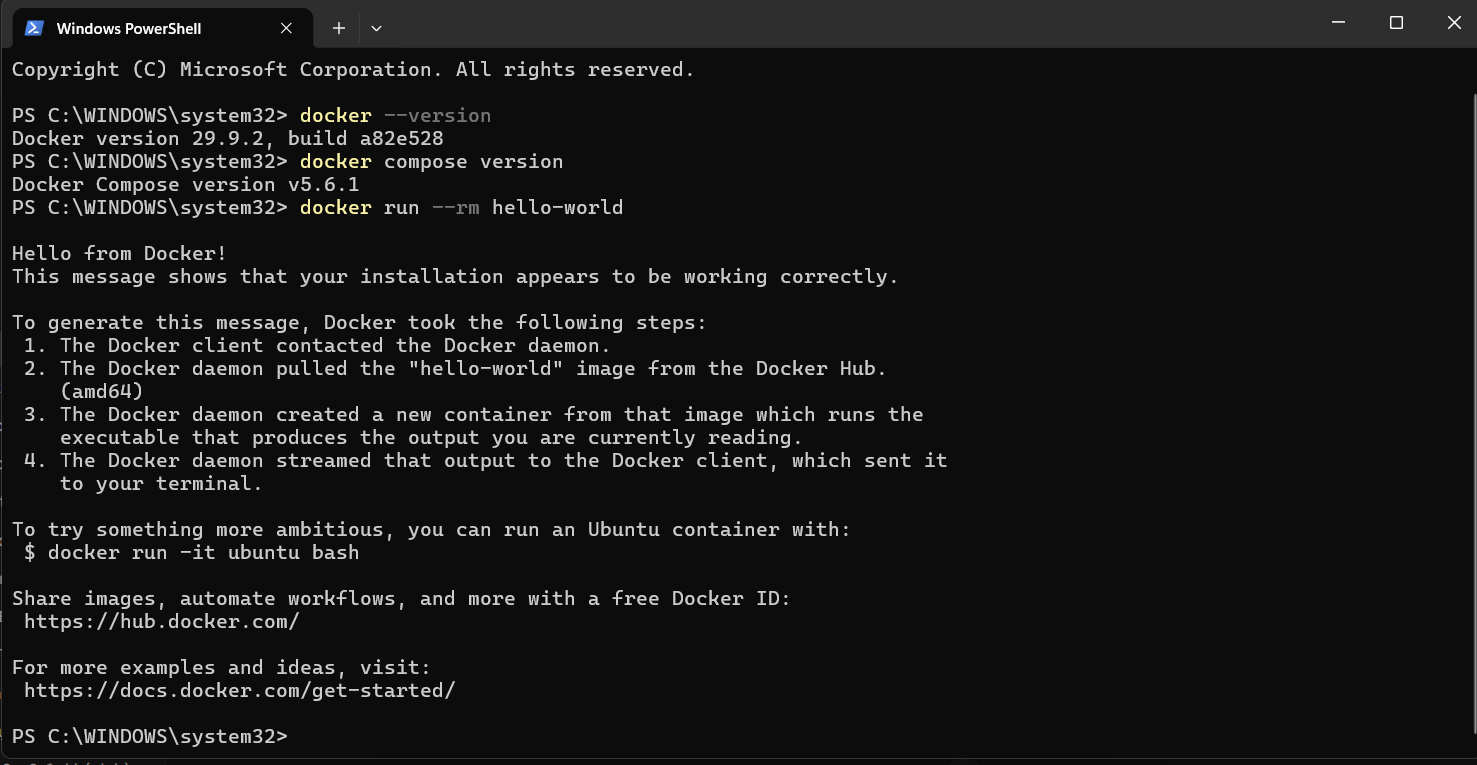 Windows PowerShell
Copyright (C) Microsoft Corporation. All rights reserved.
PS C:\WINDOWS\system32> docker --version
Docker version 29.9.2, build a82e528
PS C:\WINDOWS\system32> docker compose version
Docker Compose version v5.6.1
PS C:\WINDOWS\system32> docker run --rm hello-world
Hello from Docker!
This message shows that your installation appears to be working correctly.
To generate this message, Docker took the following steps:
1. The Docker client contacted the Docker daemon.
2. The Docker daemon pulled the "hello-world" image from the Docker Hub.
(amd64)
3. The Docker daemon created a new container from that image which runs the
executable that produces the output you are currently reading.
4. The Docker daemon streamed that output to the Docker client, which sent it
to your terminal.
To try something more ambitious, you can run an Ubuntu container with:
$ docker run -it ubuntu bash
Share images, automate workflows, and more with a free Docker ID:
https://hub.docker.com/
For more examples and ideas, visit:
https://docs.docker.com/get-started/
PS C:\WINDOWS\system32>